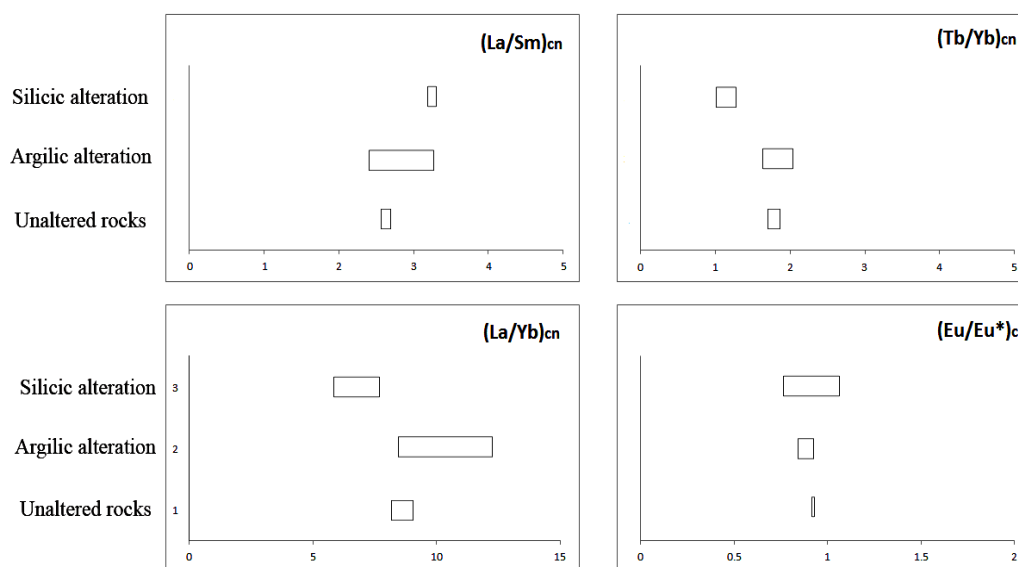 (La/Sm)cn
Silicic alteration
Argilic alteration
Unaltered rocks
0 1 2 3 4 5
(Tb/Yb)cn
0 1 2 3 4 5
(La/Yb)cn
Silicic alteration 3
Argilic alteration 2
Unaltered rocks 1
0 5 10 15
(Eu/Eu*)c
0 0.5 1 1.5 2